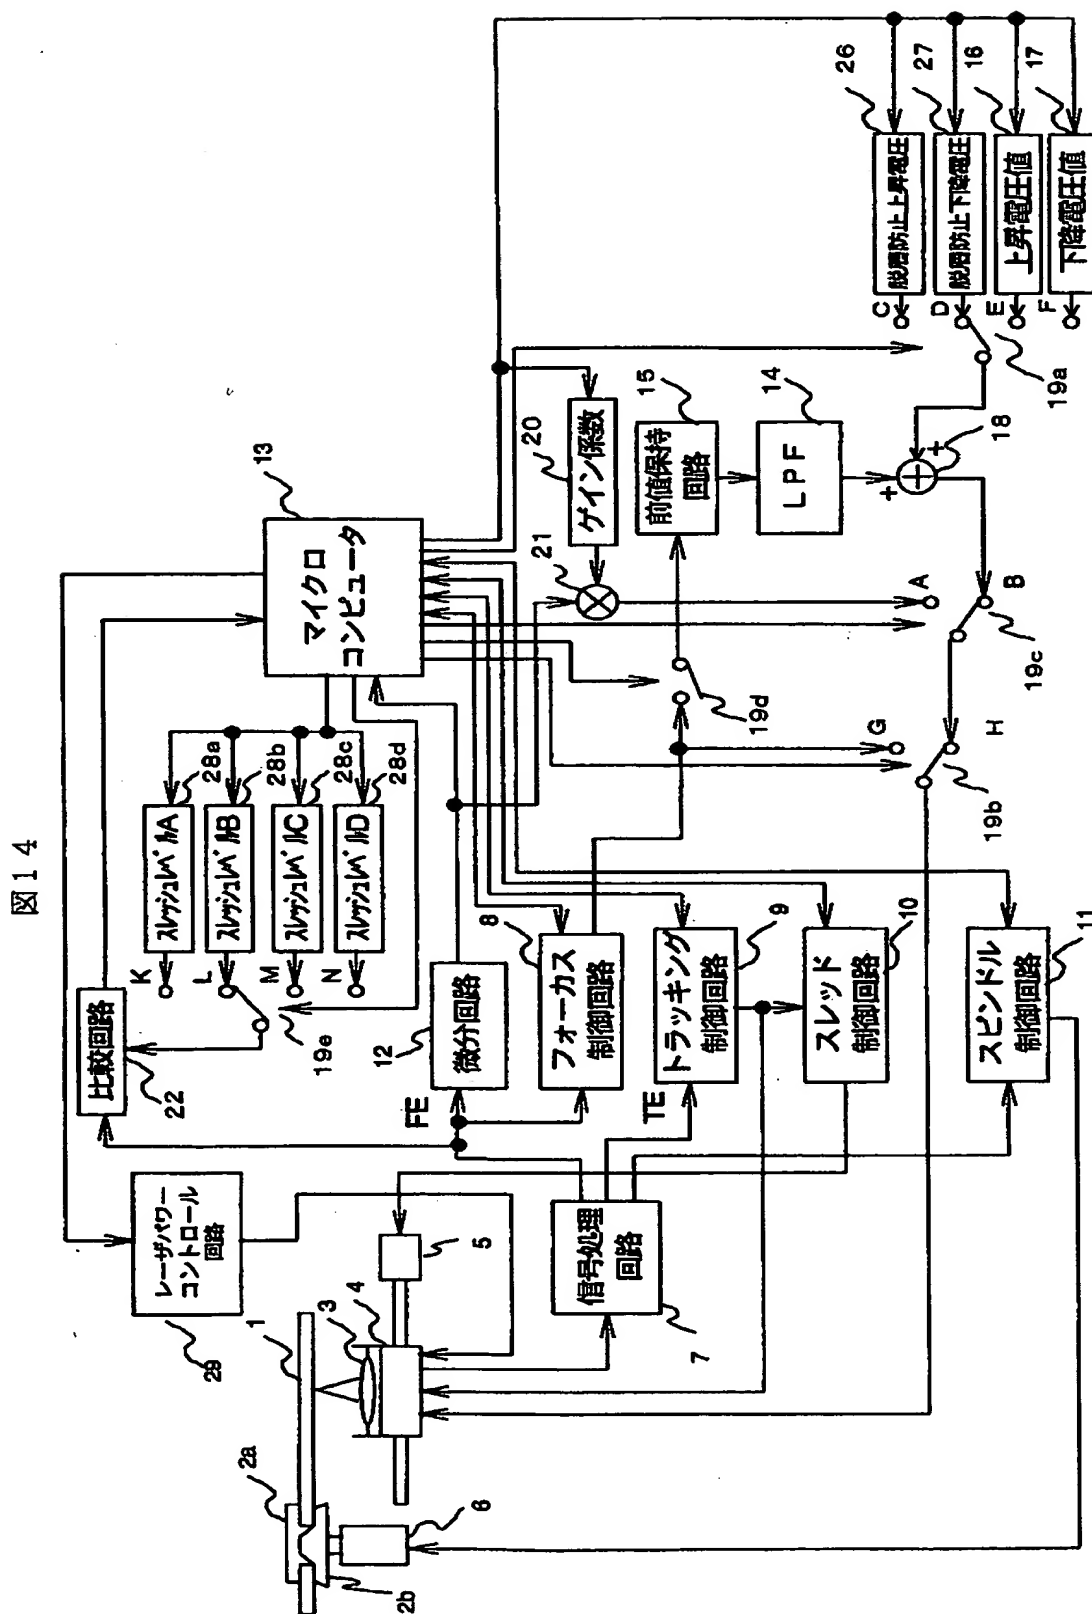 図14
レーザパワー
コントロール
回路
29
比較回路
22
スレッシュレベルA
スレッシュレベルB
スレッシュレベルC
スレッシュレベルD
28a
28b
28c
28d
K
L
M
N
19e
マイクロ
コンピュータ
13
2a
2b
1
3
4
5
6
信号処理
回路
7
FE
TE
微分回路
12
フォーカス
制御回路
8
トラッキング
制御回路
9
スレッド
制御回路
10
スピンドル
制御回路
11
ゲイン係数
20
21
前値保持
回路
15
LPF
14
18
+
+
19d
A
B
19c
G
H
19b
脱落防止上昇電圧
26
脱落防止下降電圧
27
上昇電圧値
16
下降電圧値
17
C
D
E
F
19a